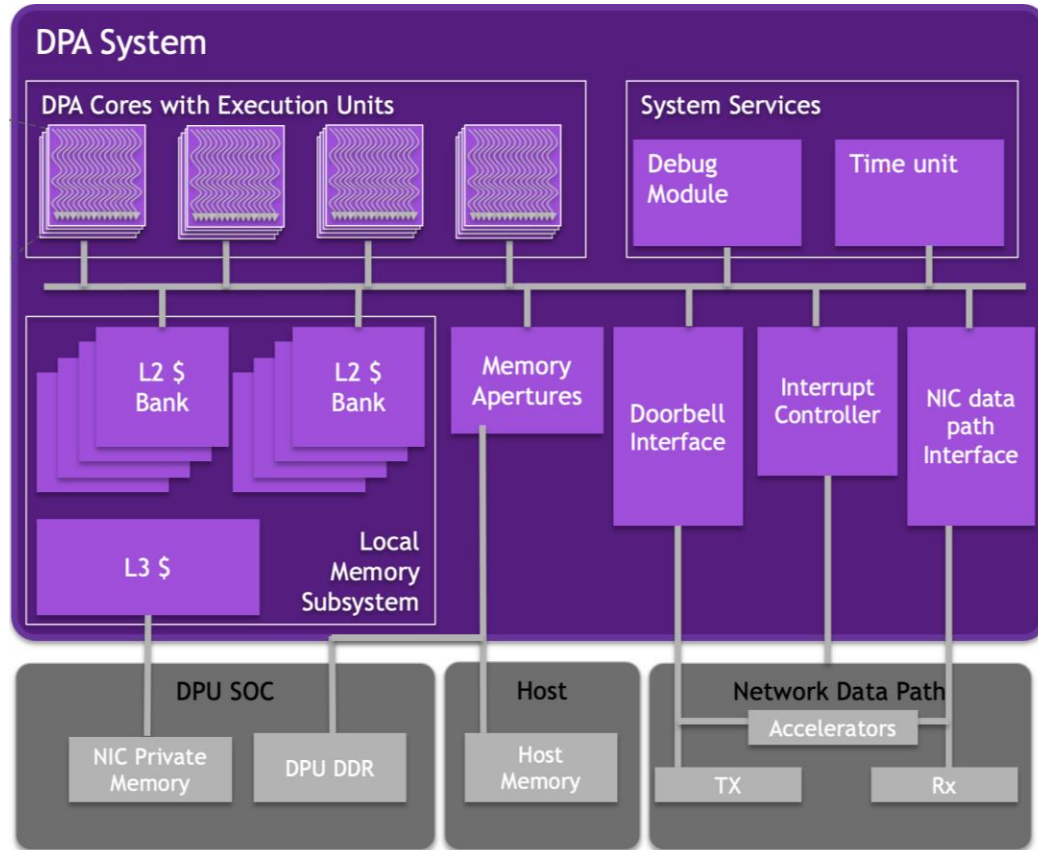 DPA System
DPA Cores with Execution Units
System Services
Debug
Module
Time unit
L2 $
Bank
L2 $
Bank
Memory
Apertures
Doorbell
Interface
Interrupt
Controller
NIC data
path
Interface
L3 $
Local
Memory
Subsystem
DPU SOC
NIC Private
Memory
DPU DDR
Host
Host
Memory
Network Data Path
Accelerators
TX
Rx